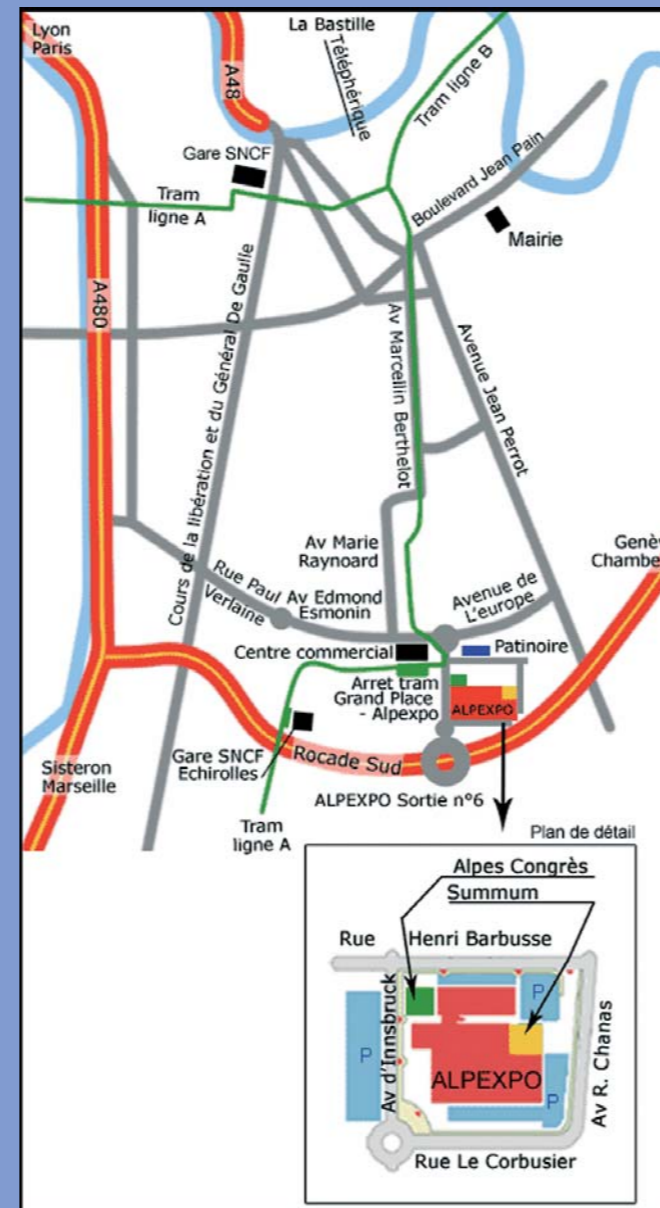 Lyon
Paris
A48
La Bastille
Téléphérique
Tram ligne B
Gare SNCF
Tram
ligne A
Boulevard Jean Pain
Mairie
A480
Cours de la libération et du Général De Gaulle
Av Marcellin Berthelot
Avenue Jean Perrot
Av Marie
Raynoard
Rue Paul
Verlaine
Av Edmond
Esmonin
Avenue de
L'europe
Genèv
Chambe
Centre commercial
Patinoire
Arret tram
Grand Place
- Alpexpo
ALPEXPO
Gare SNCF
Echirolles
Rocade Sud
Sisteron
Marseille
ALPEXPO Sortie n°6
Tram
ligne A
Plan de détail
Alpes Congrès
Summum
Rue Henri Barbusse
Av d'Innsbruck
P
P
P
ALPEXPO
Av R. Chanas
Rue Le Corbusier